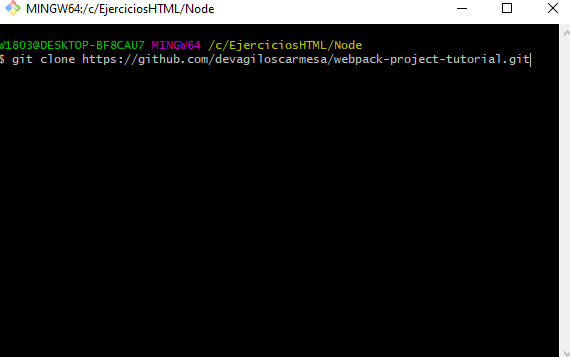 MINGW64:/c/EjerciciosHTML/Node
W1803@DESKTOP-BF8CAU7 MINGW64 /c/EjerciciosHTML/Node
$ git clone https://github.com/devagiloscarmesa/webpack-project-tutorial.git